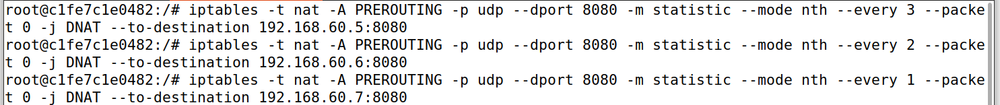 root@c1fe7c1e0482:/# iptables -t nat -A PREROUTING -p udp --dport 8080 -m statistic --mode nth --every 3 --packe
t 0 -j DNAT --to-destination 192.168.60.5:8080
root@c1fe7c1e0482:/# iptables -t nat -A PREROUTING -p udp --dport 8080 -m statistic --mode nth --every 2 --packe
t 0 -j DNAT --to-destination 192.168.60.6:8080
root@c1fe7c1e0482:/# iptables -t nat -A PREROUTING -p udp --dport 8080 -m statistic --mode nth --every 1 --packe
t 0 -j DNAT --to-destination 192.168.60.7:8080